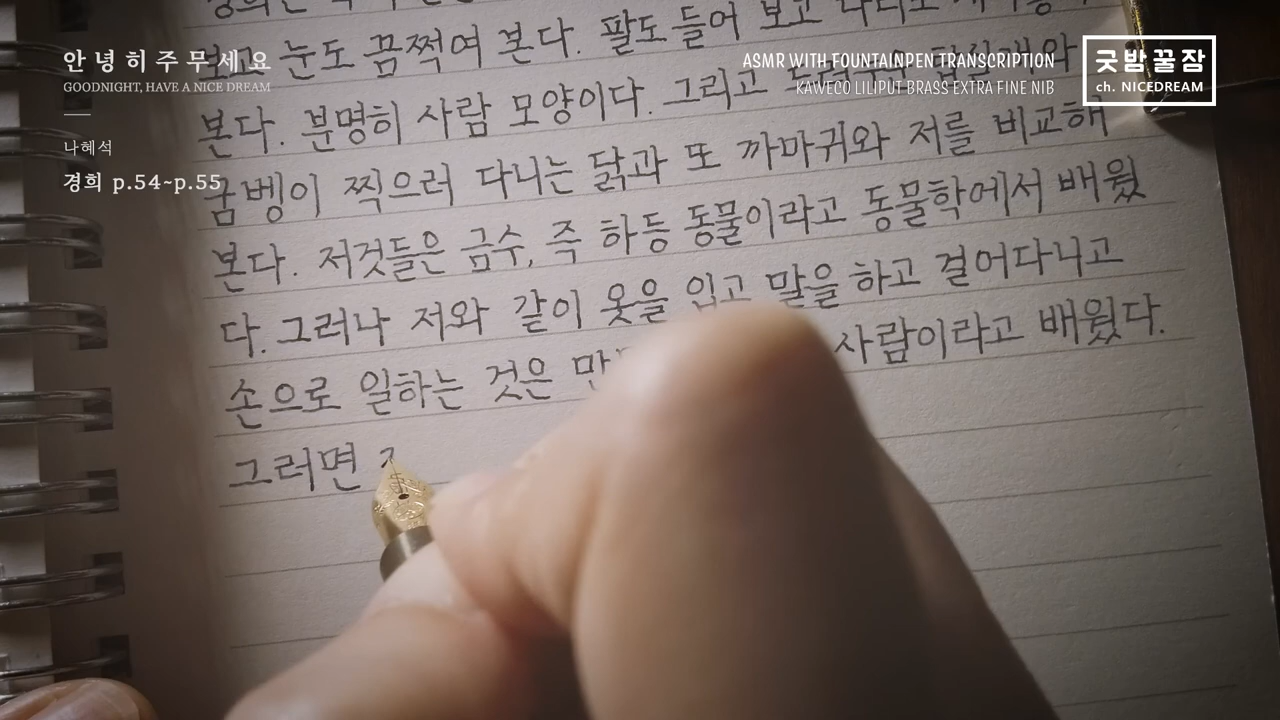 안녕히주무세요
GOODNIGHT, HAVE A NICE DREAM
나혜석
경희 p.54~p.55
ASMR WITH FOUNTAINPEN TRANSCRIPTION
KAWECO LILIPUT BRASS EXTRA FINE NIB
굿밤꿀잠
ch. NICEDREAM
보고 눈도 끔쩍여 본다. 팔도 들어 보고
본다. 분명히 사람 모양이다. 그리고
굼벵이 찍으러 다니는 닭과 또 까마귀와 저를 비교해
본다. 저것들은 금수, 즉 하등 동물이라고 동물학에서 배웠
다. 그러나 저와 같이 옷을 입고 말을 하고 걸어다니고
손으로 일하는 것은 사람이라고 배웠다.
그러면